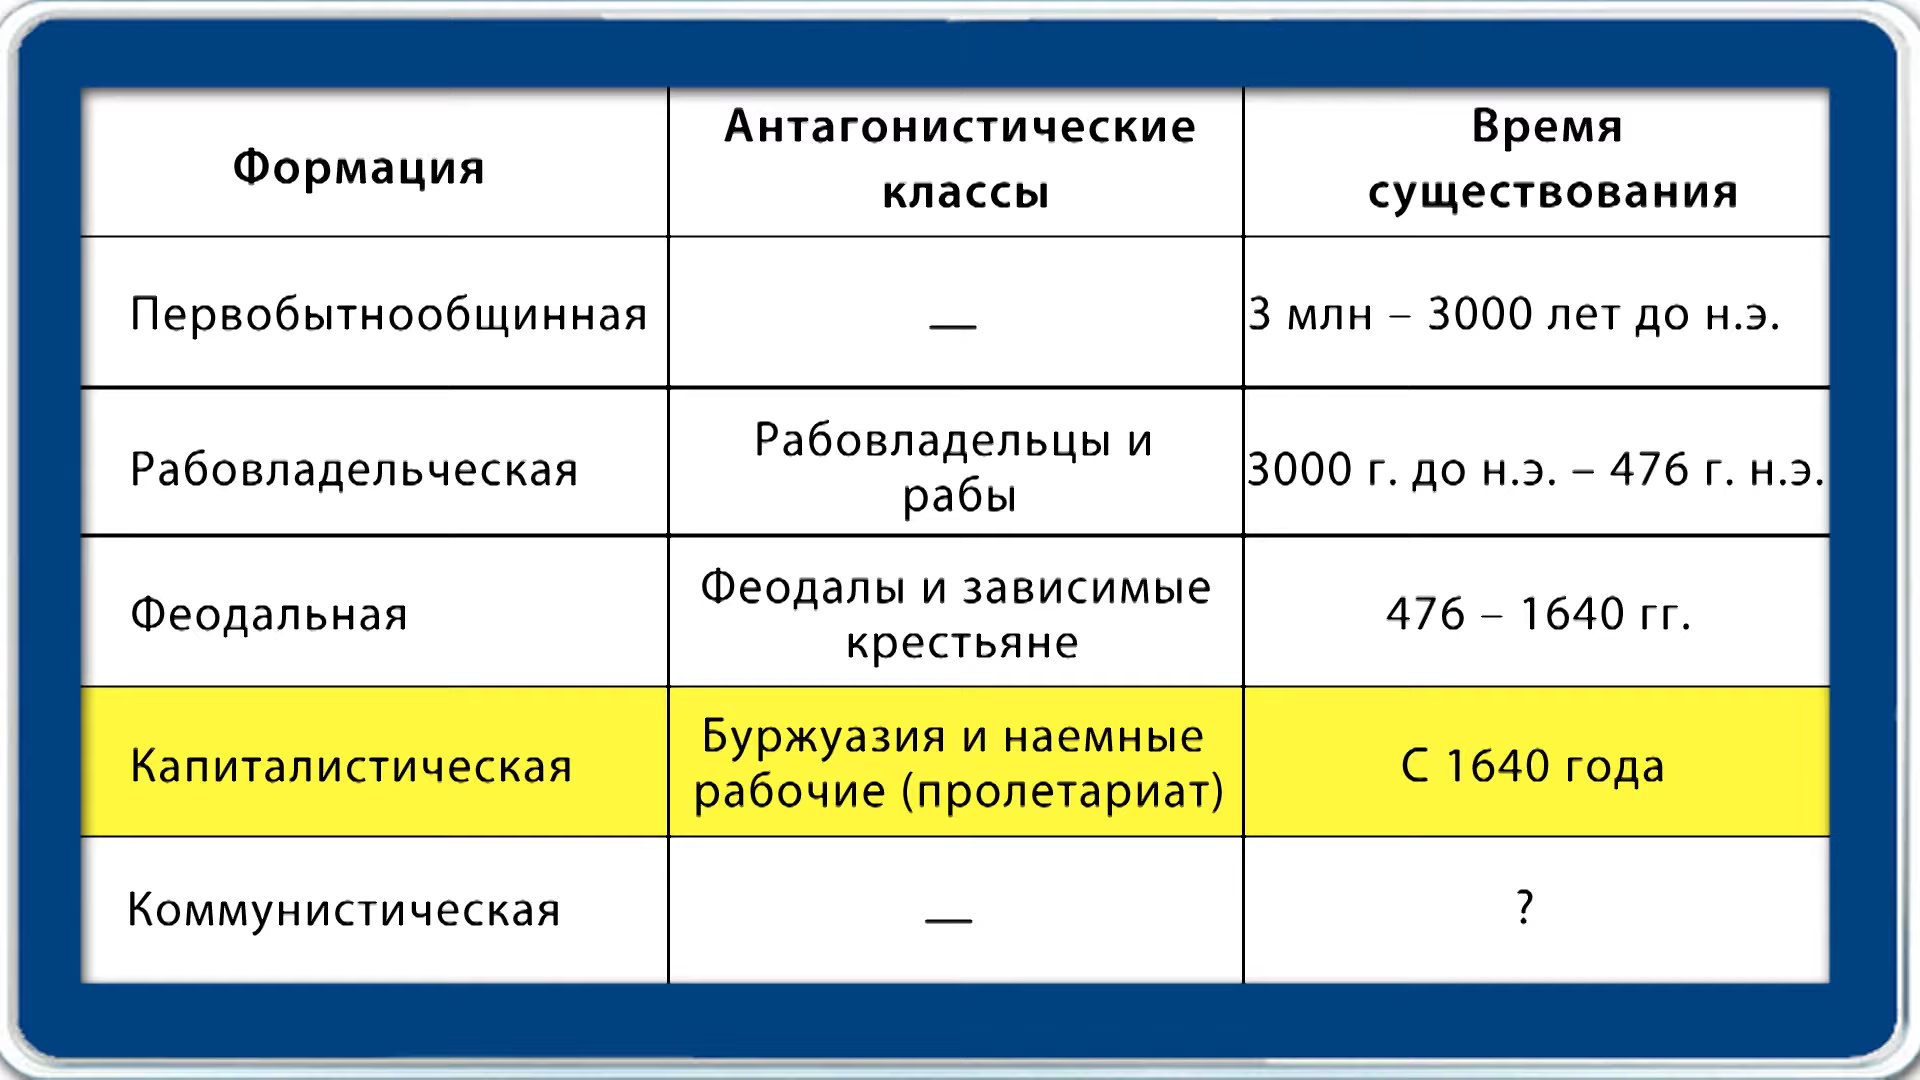 Формация
Антагонистические
классы
Время
существования
Первобытнообщинная
—
3 млн – 3000 лет до н.э.
Рабовладельческая
Рабовладельцы и
рабы
3000 г. до н.э. – 476 г. н.э.
Феодальная
Феодалы и зависимые
крестьяне
476 – 1640 гг.
Капиталистическая
Буржуазия и наемные
рабочие (пролетариат)
С 1640 года
Коммунистическая
—
?